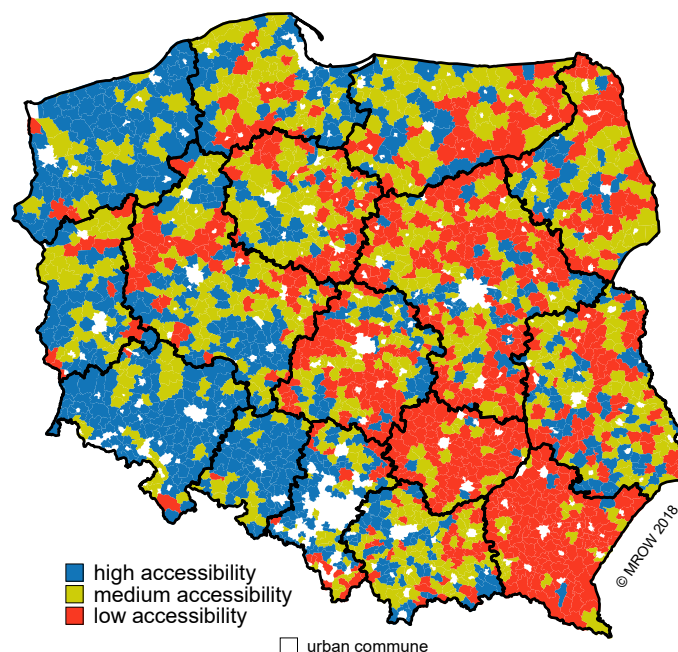 © MROW 2018
high accessibility
medium accessibility
low accessibility
urban commune